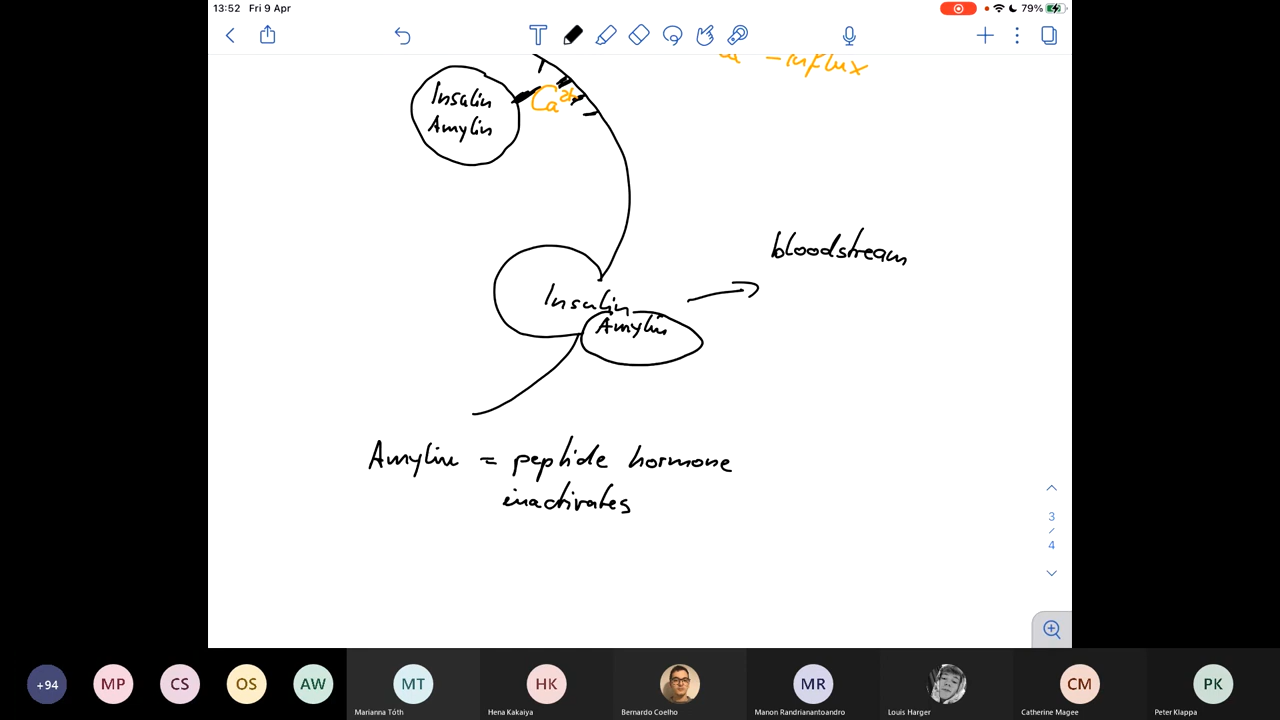 13:52 Fri 9 Apr
79%
-influx
Insulin
Amylin
Ca2+
bloodstream
Insulin
Amylin
Amylin = peptide hormone
inactivates
3
/
4
+94
MP
CS
OS
AW
MT
HK
MR
CM
PK
Marianna Tóth
Hena Kakaiya
Bernardo Coelho
Manon Randrianantoandro
Louis Harger
Catherine Magee
Peter Klappa